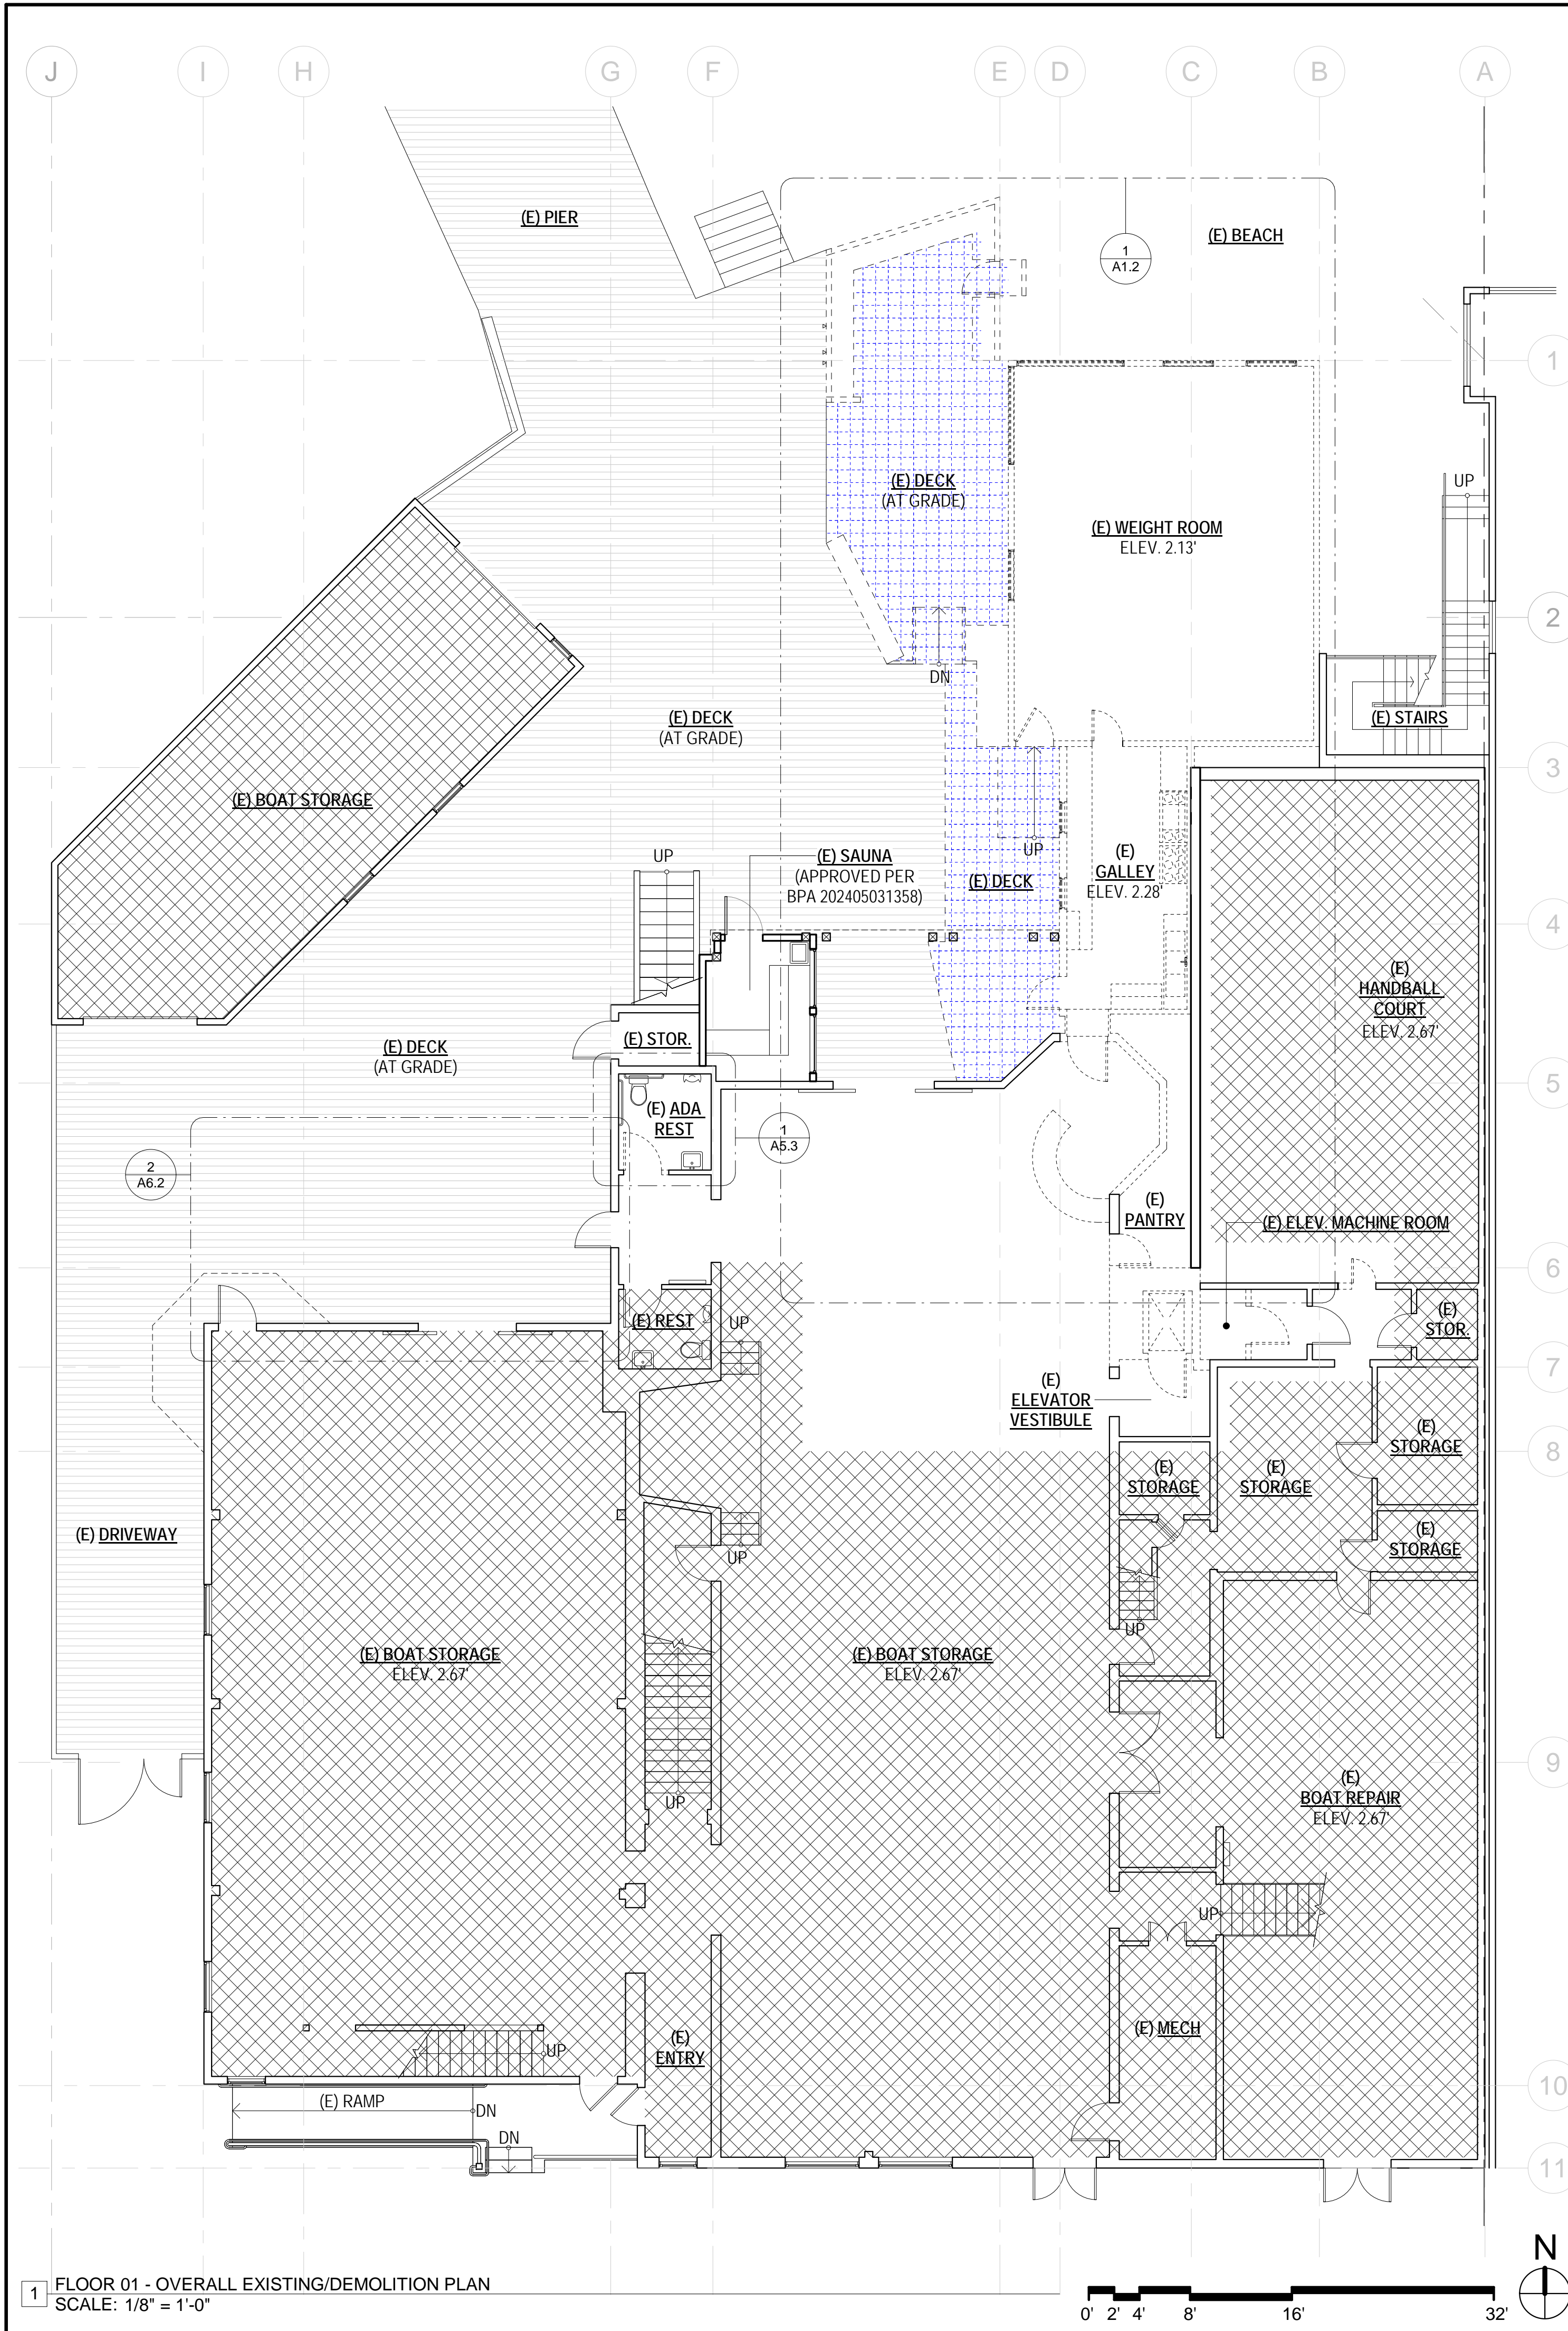 J
I
H
G
F
E
D
C
B
A
(E) PIER
(E) BEACH
1
A1.2
1
(E) DECK
(AT GRADE)
UP
(E) WEIGHT ROOM
ELEV. 2.13'
2
DN
(E) DECK
(AT GRADE)
(E) STAIRS
3
(E) BOAT STORAGE
UP
(E) SAUNA
(APPROVED PER
BPA 202405031358)
UP
(E) DECK
(E)
GALLEY
ELEV. 2.28'
4
(E)
HANDBALL
COURT
ELEV. 2.67'
(E) STOR.
(E) DECK
(AT GRADE)
5
(E) ADA
REST
1
A5.3
2
A6.2
(E)
PANTRY
(E) ELEV. MACHINE ROOM
6
(E) REST
UP
(E)
STOR.
7
(E)
ELEVATOR
VESTIBULE
(E)
STORAGE
8
(E)
STORAGE
(E)
STORAGE
(E) DRIVEWAY
UP
(E)
STORAGE
UP
(E) BOAT STORAGE
ELEV. 2.67'
(E) BOAT STORAGE
ELEV. 2.67'
9
UP
(E)
BOAT REPAIR
ELEV. 2.67'
UP
(E) MECH
(E)
ENTRY
UP
10
(E) RAMP
DN
DN
11
N
1
FLOOR 01 - OVERALL EXISTING/DEMOLITION PLAN
SCALE: 1/8" = 1'-0"
0' 2' 4' 8' 16' 32'